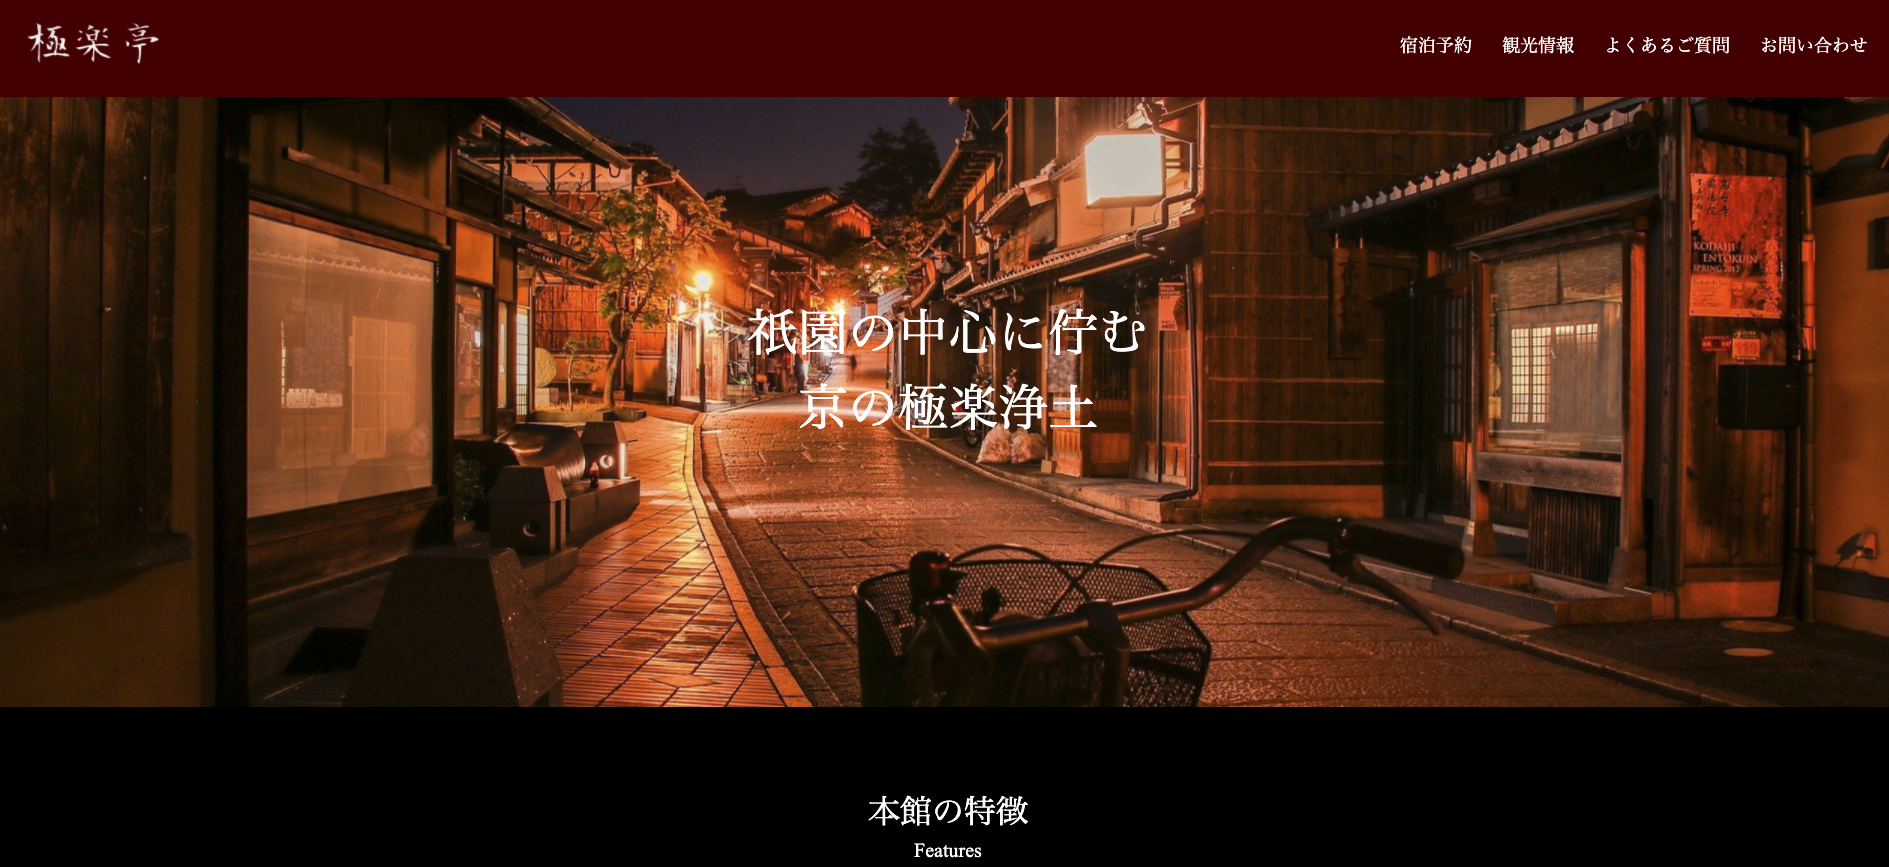 極楽亭
宿泊予約
観光情報
よくあるご質問
お問い合わせ
祇園の中心に佇む
京の極楽浄土
KODAIJI
ENTOKUIN
SPRING 2017
本館の特徴
Features